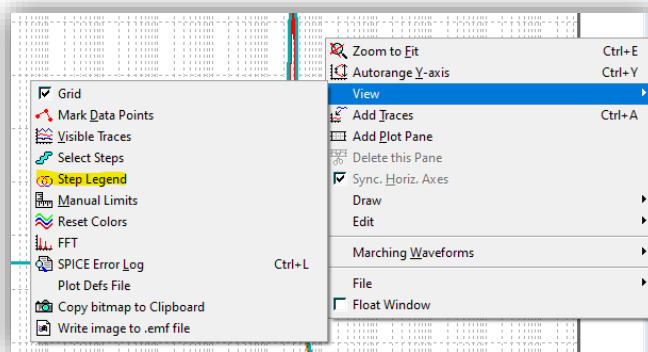 Zoom to Fit Ctrl+E
Autorange Y-axis Ctrl+Y
View
Add Traces Ctrl+A
Add Plot Pane
Delete this Pane
Sync. Horiz. Axes
Draw
Edit
Marching Waveforms
File
Float Window
Grid
Mark Data Points
Visible Traces
Select Steps
Step Legend
Manual Limits
Reset Colors
FFT
SPICE Error Log Ctrl+L
Plot Defs File
Copy bitmap to Clipboard
Write image to .emf file